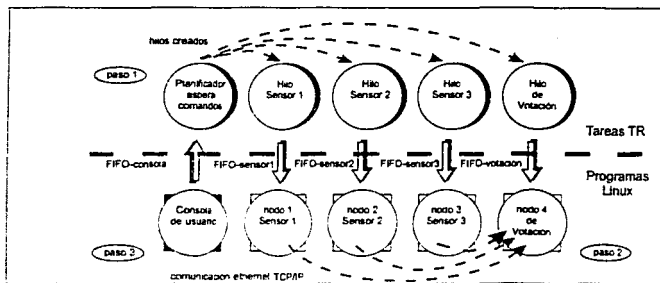 hilos creados
paso 1
Planificador
espera
comandos
Hilo
Sensor 1
Hilo
Sensor 2
Hilo
Sensor 3
Hilo
de
Votación
Tareas TR
FIFO-consola
FIFO-sensor1
FIFO-sensor2
FIFO-sensor3
FIFO-votación
Programas
Linux
Consola
de usuario
nodo 1
Sensor 1
nodo 2
Sensor 2
nodo 3
Sensor 3
nodo 4
de
Votación
paso 3
paso 2
comunicación ethernet TCP/IP